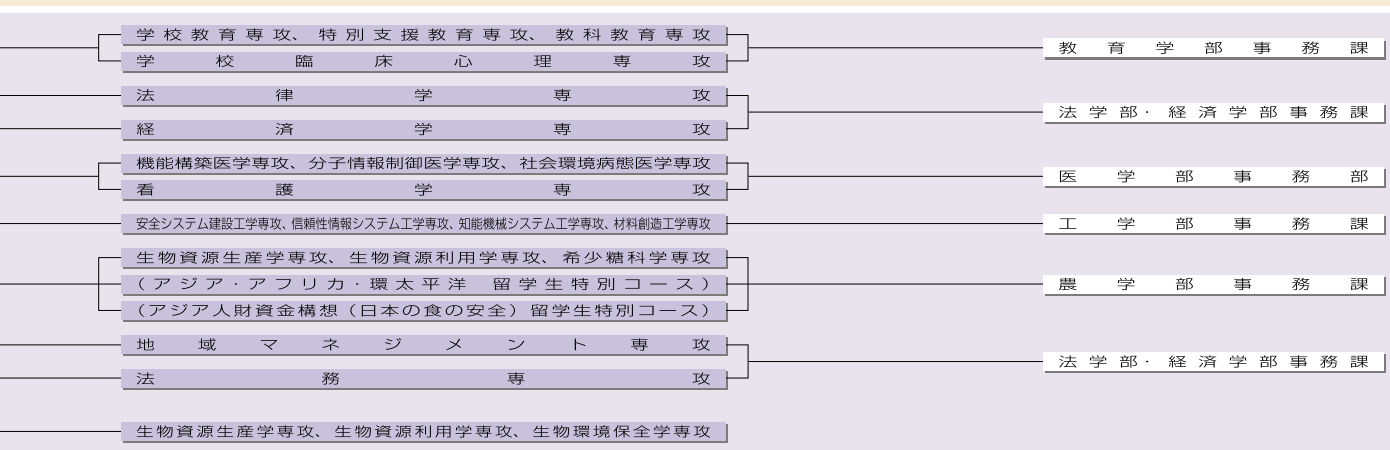 学校教育専攻、特別支援教育専攻、教科教育専攻
学校臨床心理専攻
教育学部事務課
法律学専攻
経済学専攻
法学部・経済学部事務課
機能構築医学専攻、分子情報制御医学専攻、社会環境病態医学専攻
看護学専攻
医学部事務部
安全システム建設工学専攻、信頼性情報システム工学専攻、知能機械システム工学専攻、材料創造工学専攻
工学部事務課
生物資源生産学専攻、生物資源利用学専攻、希少糖科学専攻
（アジア・アフリカ・環太平洋 留学生特別コース）
（アジア人財資金構想（日本の食の安全）留学生特別コース）
農学部事務課
地域マネジメント専攻
法務専攻
法学部・経済学部事務課
生物資源生産学専攻、生物資源利用学専攻、生物環境保全学専攻